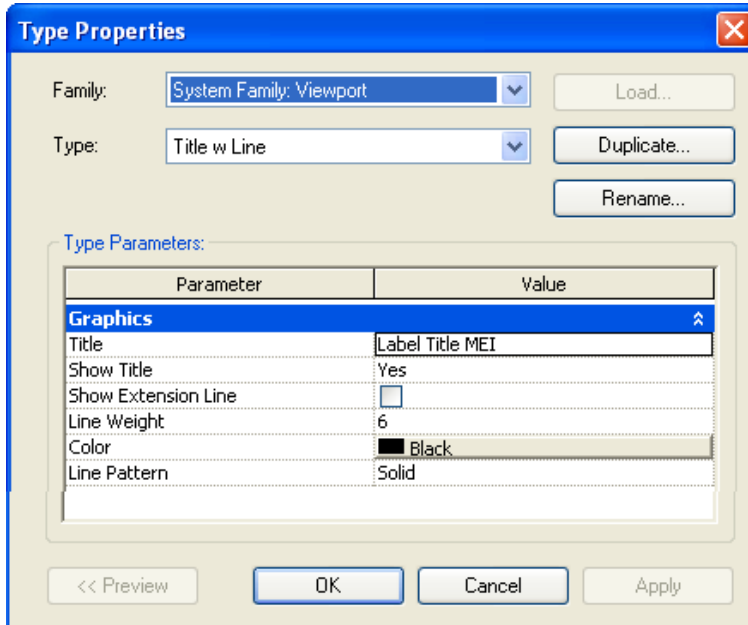 Type Properties
Family: System Family: Viewport Load...
Type: Title w Line Duplicate...
Rename...
Type Parameters:
Parameter Value
Graphics
Title Label Title MEI
Show Title Yes
Show Extension Line
Line Weight 6
Color Black
Line Pattern Solid
<< Preview OK Cancel Apply